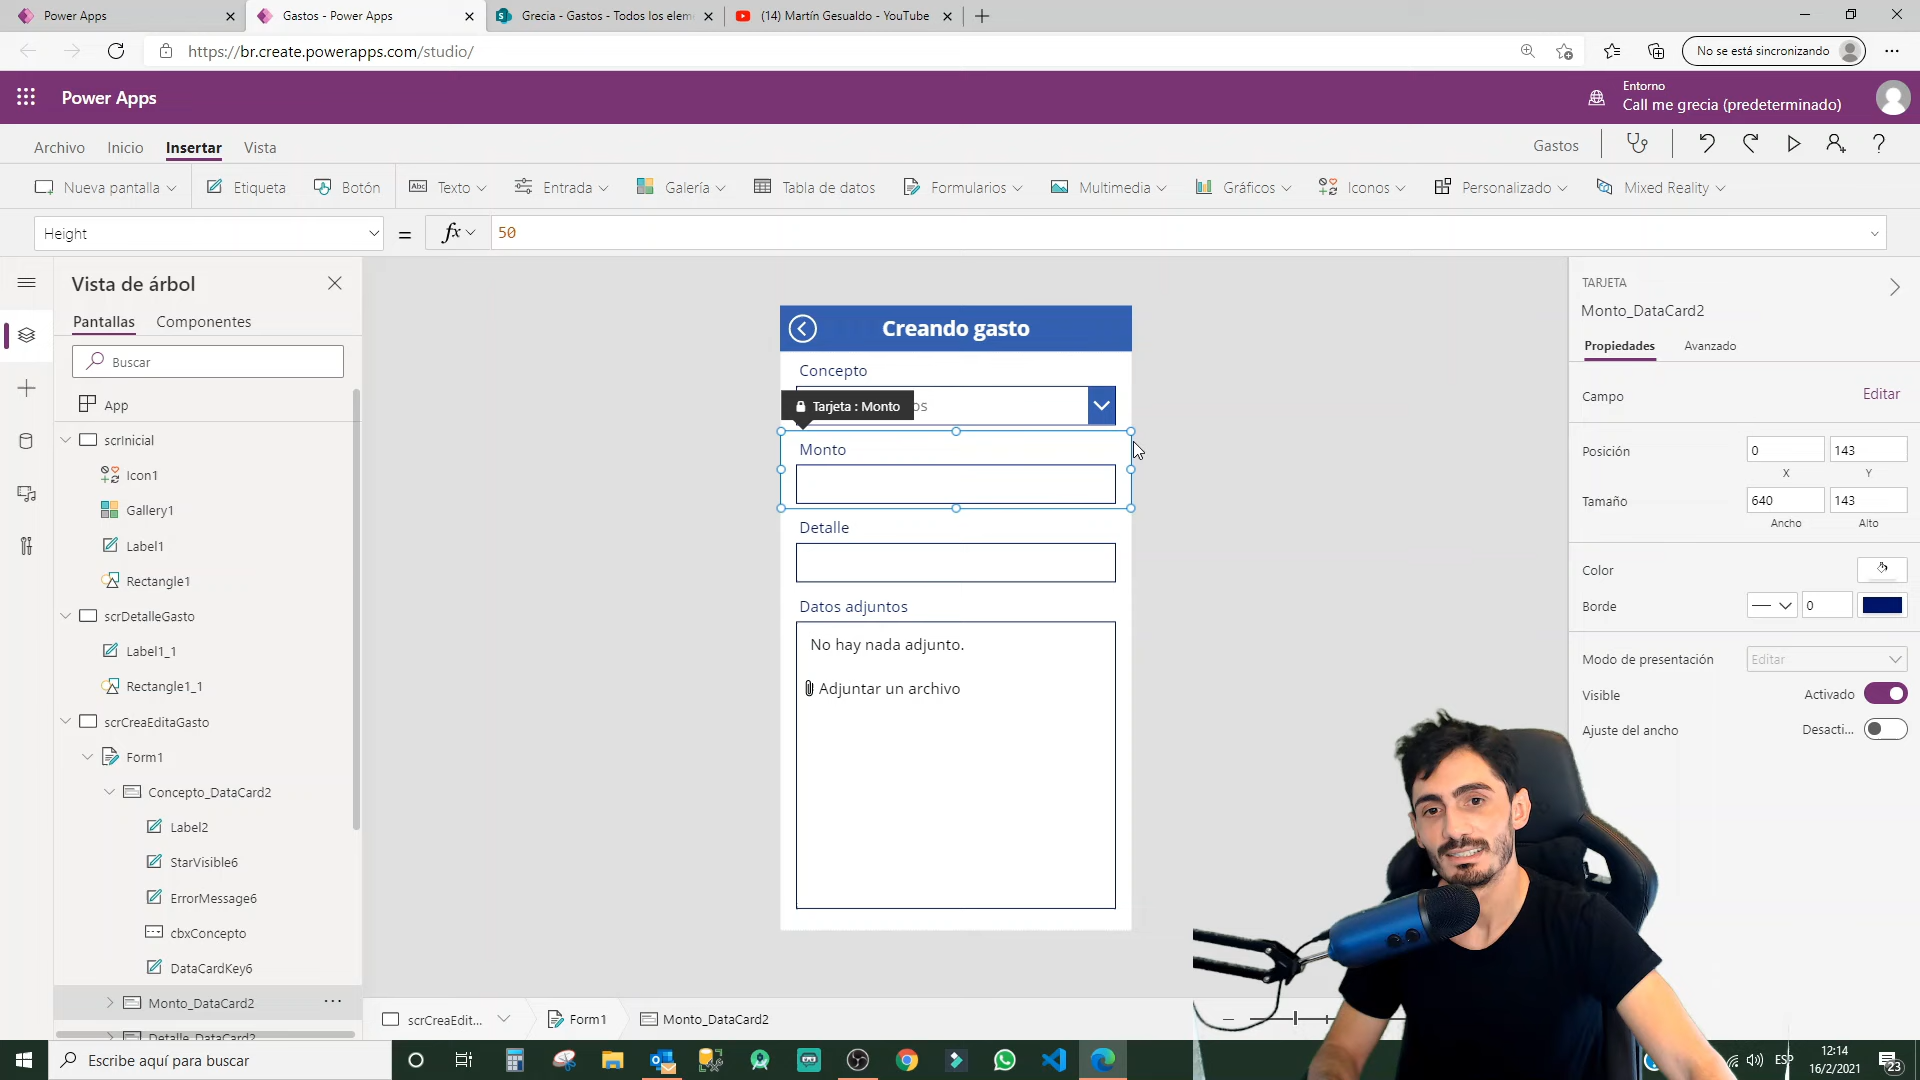 Power Apps
Gastos - Power Apps
Grecia - Gastos - Todos los elem
(14) Martín Gesualdo - YouTube
https://br.create.powerapps.com/studio/
No se está sincronizando
Power Apps
Entorno
Call me grecia (predeterminado)
Archivo
Inicio
Insertar
Vista
Gastos
Nueva pantalla
Etiqueta
Botón
Abc
Texto
Entrada
Galería
Tabla de datos
Formularios
Multimedia
Gráficos
Iconos
Personalizado
Mixed Reality
Height
=
fx
50
Vista de árbol
Pantallas
Componentes
Buscar
App
scrInicial
Icon1
Gallery1
Label1
Rectangle1
scrDetalleGasto
Label1_1
Rectangle1_1
scrCreaEditaGasto
Form1
Concepto_DataCard2
Label2
StarVisible6
ErrorMessage6
cbxConcepto
DataCardKey6
Monto_DataCard2
Detalle_DataCard2
Creando gasto
Concepto
os
Tarjeta : Monto
Monto
Detalle
Datos adjuntos
No hay nada adjunto.
Adjuntar un archivo
scrCreaEdit...
Form1
Monto_DataCard2
TARJETA
Monto_DataCard2
Propiedades
Avanzado
Campo
Editar
Posición
0
143
X
Y
Tamaño
640
143
Ancho
Alto
Color
Borde
0
Modo de presentación
Editar
Visible
Activado
Ajuste del ancho
Desacti...
Escribe aquí para buscar
ESP
12:14
16/2/2021
23